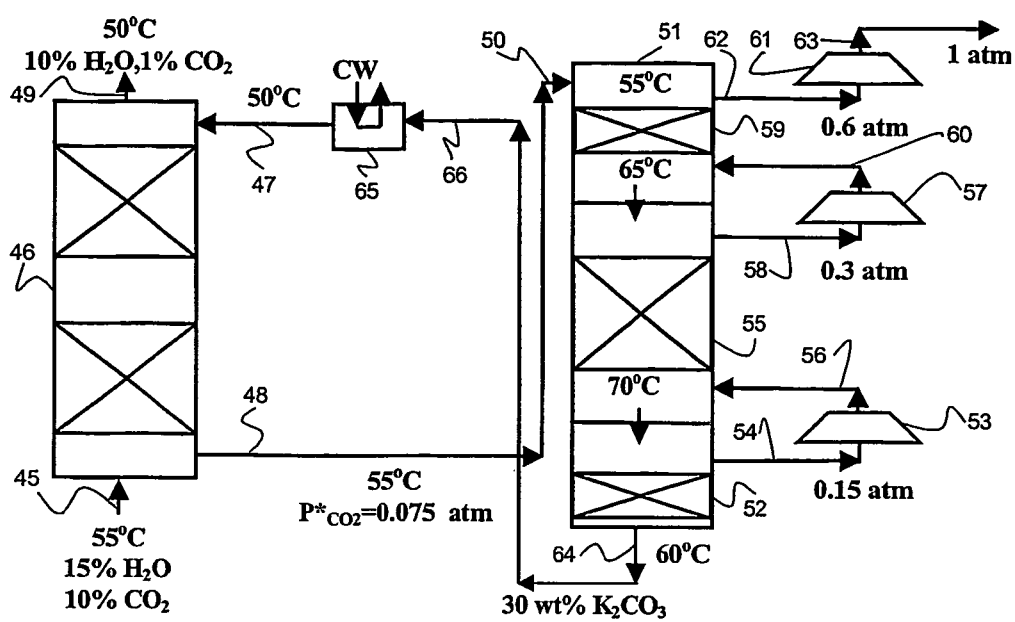 50°C
10% H₂O,1% CO₂
49
CW
50°C
47
65
66
46
48
55°C
P*CO2=0.075 atm
45
55°C
15% H₂O
10% CO₂
50
51
62
61
63
1 atm
55°C
59
0.6 atm
60
65°C
57
58
0.3 atm
55
56
70°C
54
53
0.15 atm
52
64
60°C
30 wt% K₂CO₃